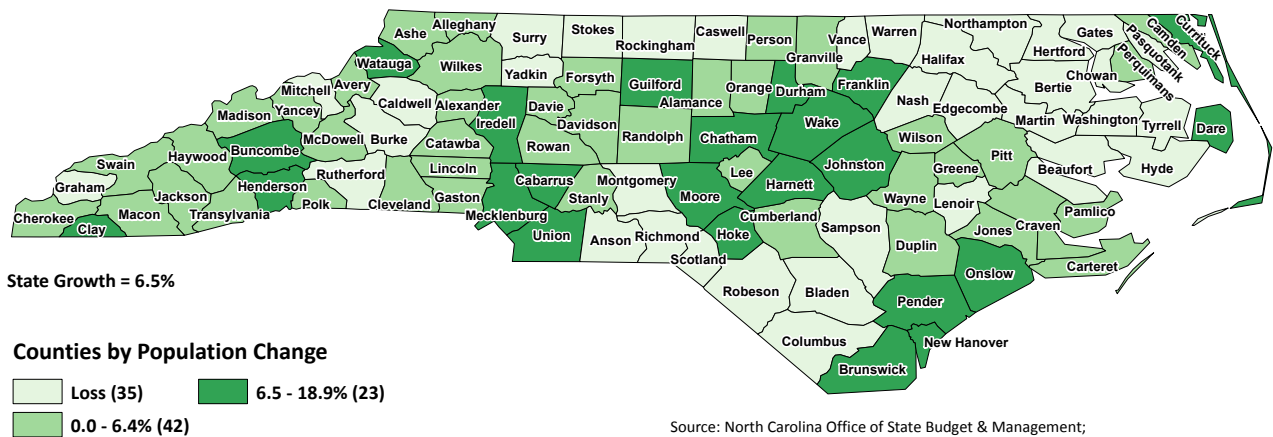 Ashe
Alleghany
Surry
Stokes
Rockingham
Caswell
Person
Granville
Vance
Warren
Northampton
Gates
Camden
Currituck
Pasquotank
Perquimans
Hertford
Halifax
Chowan
Bertie
Watauga
Wilkes
Yadkin
Forsyth
Guilford
Alamance
Orange
Durham
Franklin
Nash
Edgecombe
Martin
Washington
Tyrrell
Dare
Mitchell
Avery
Yancey
Caldwell
Alexander
Iredell
Davie
Davidson
Randolph
Chatham
Wake
Wilson
Pitt
Beaufort
Hyde
Madison
Buncombe
McDowell
Burke
Catawba
Rowan
Johnston
Greene
Swain
Haywood
Rutherford
Lincoln
Cabarrus
Montgomery
Lee
Harnett
Wayne
Lenoir
Graham
Jackson
Henderson
Polk
Cleveland
Gaston
Stanly
Moore
Cumberland
Sampson
Jones
Craven
Pamlico
Cherokee
Clay
Macon
Transylvania
Mecklenburg
Union
Anson
Richmond
Scotland
Hoke
Duplin
Onslow
Carteret
Robeson
Bladen
Pender
Columbus
New Hanover
Brunswick
State Growth = 6.5%
Counties by Population Change
Loss (35)
6.5 - 18.9% (23)
0.0 - 6.4% (42)
Source: North Carolina Office of State Budget & Management;